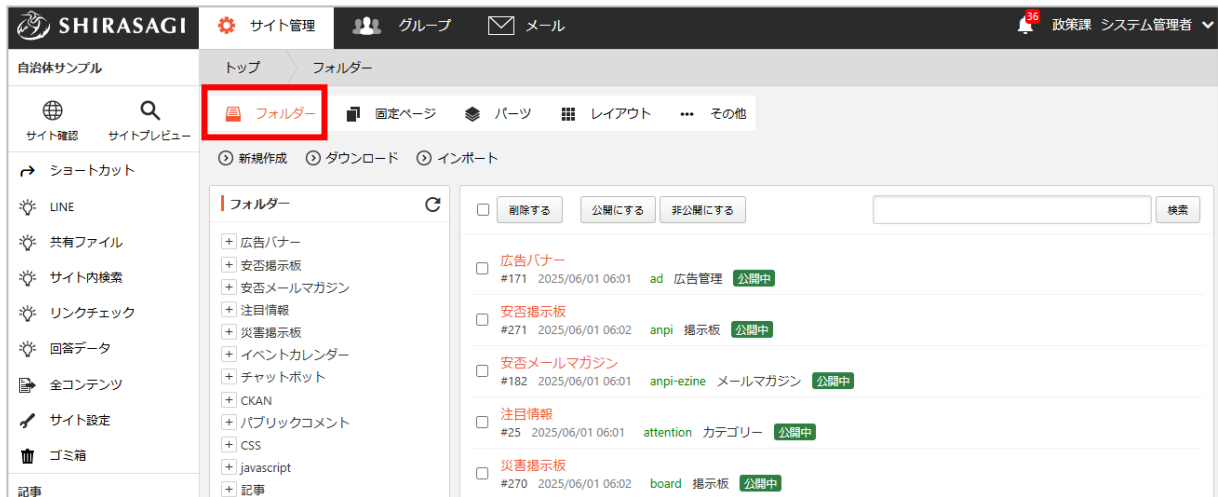 SHIRASAGI サイト管理 グループ メール 36 政策課 システム管理者
自治体サンプル トップ フォルダー
フォルダー 固定ページ パーツ レイアウト ••• その他
サイト確認 サイトプレビュー
新規作成 ダウンロード インポート
ショートカット
LINE
共有ファイル
サイト内検索
リンクチェック
回答データ
全コンテンツ
サイト設定
ゴミ箱
記事
フォルダー
+ 広告バナー
+ 安否掲示板
+ 安否メールマガジン
+ 注目情報
+ 災害掲示板
+ イベントカレンダー
+ チャットボット
+ CKAN
+ パブリックコメント
+ CSS
+ javascript
+ 記事
削除する 公開にする 非公開にする 検索
広告バナー
#171 2025/06/01 06:01 ad 広告管理 公開中
安否掲示板
#271 2025/06/01 06:02 anpi 掲示板 公開中
安否メールマガジン
#182 2025/06/01 06:01 anpi-ezine メールマガジン 公開中
注目情報
#25 2025/06/01 06:01 attention カテゴリー 公開中
災害掲示板
#270 2025/06/01 06:02 board 掲示板 公開中